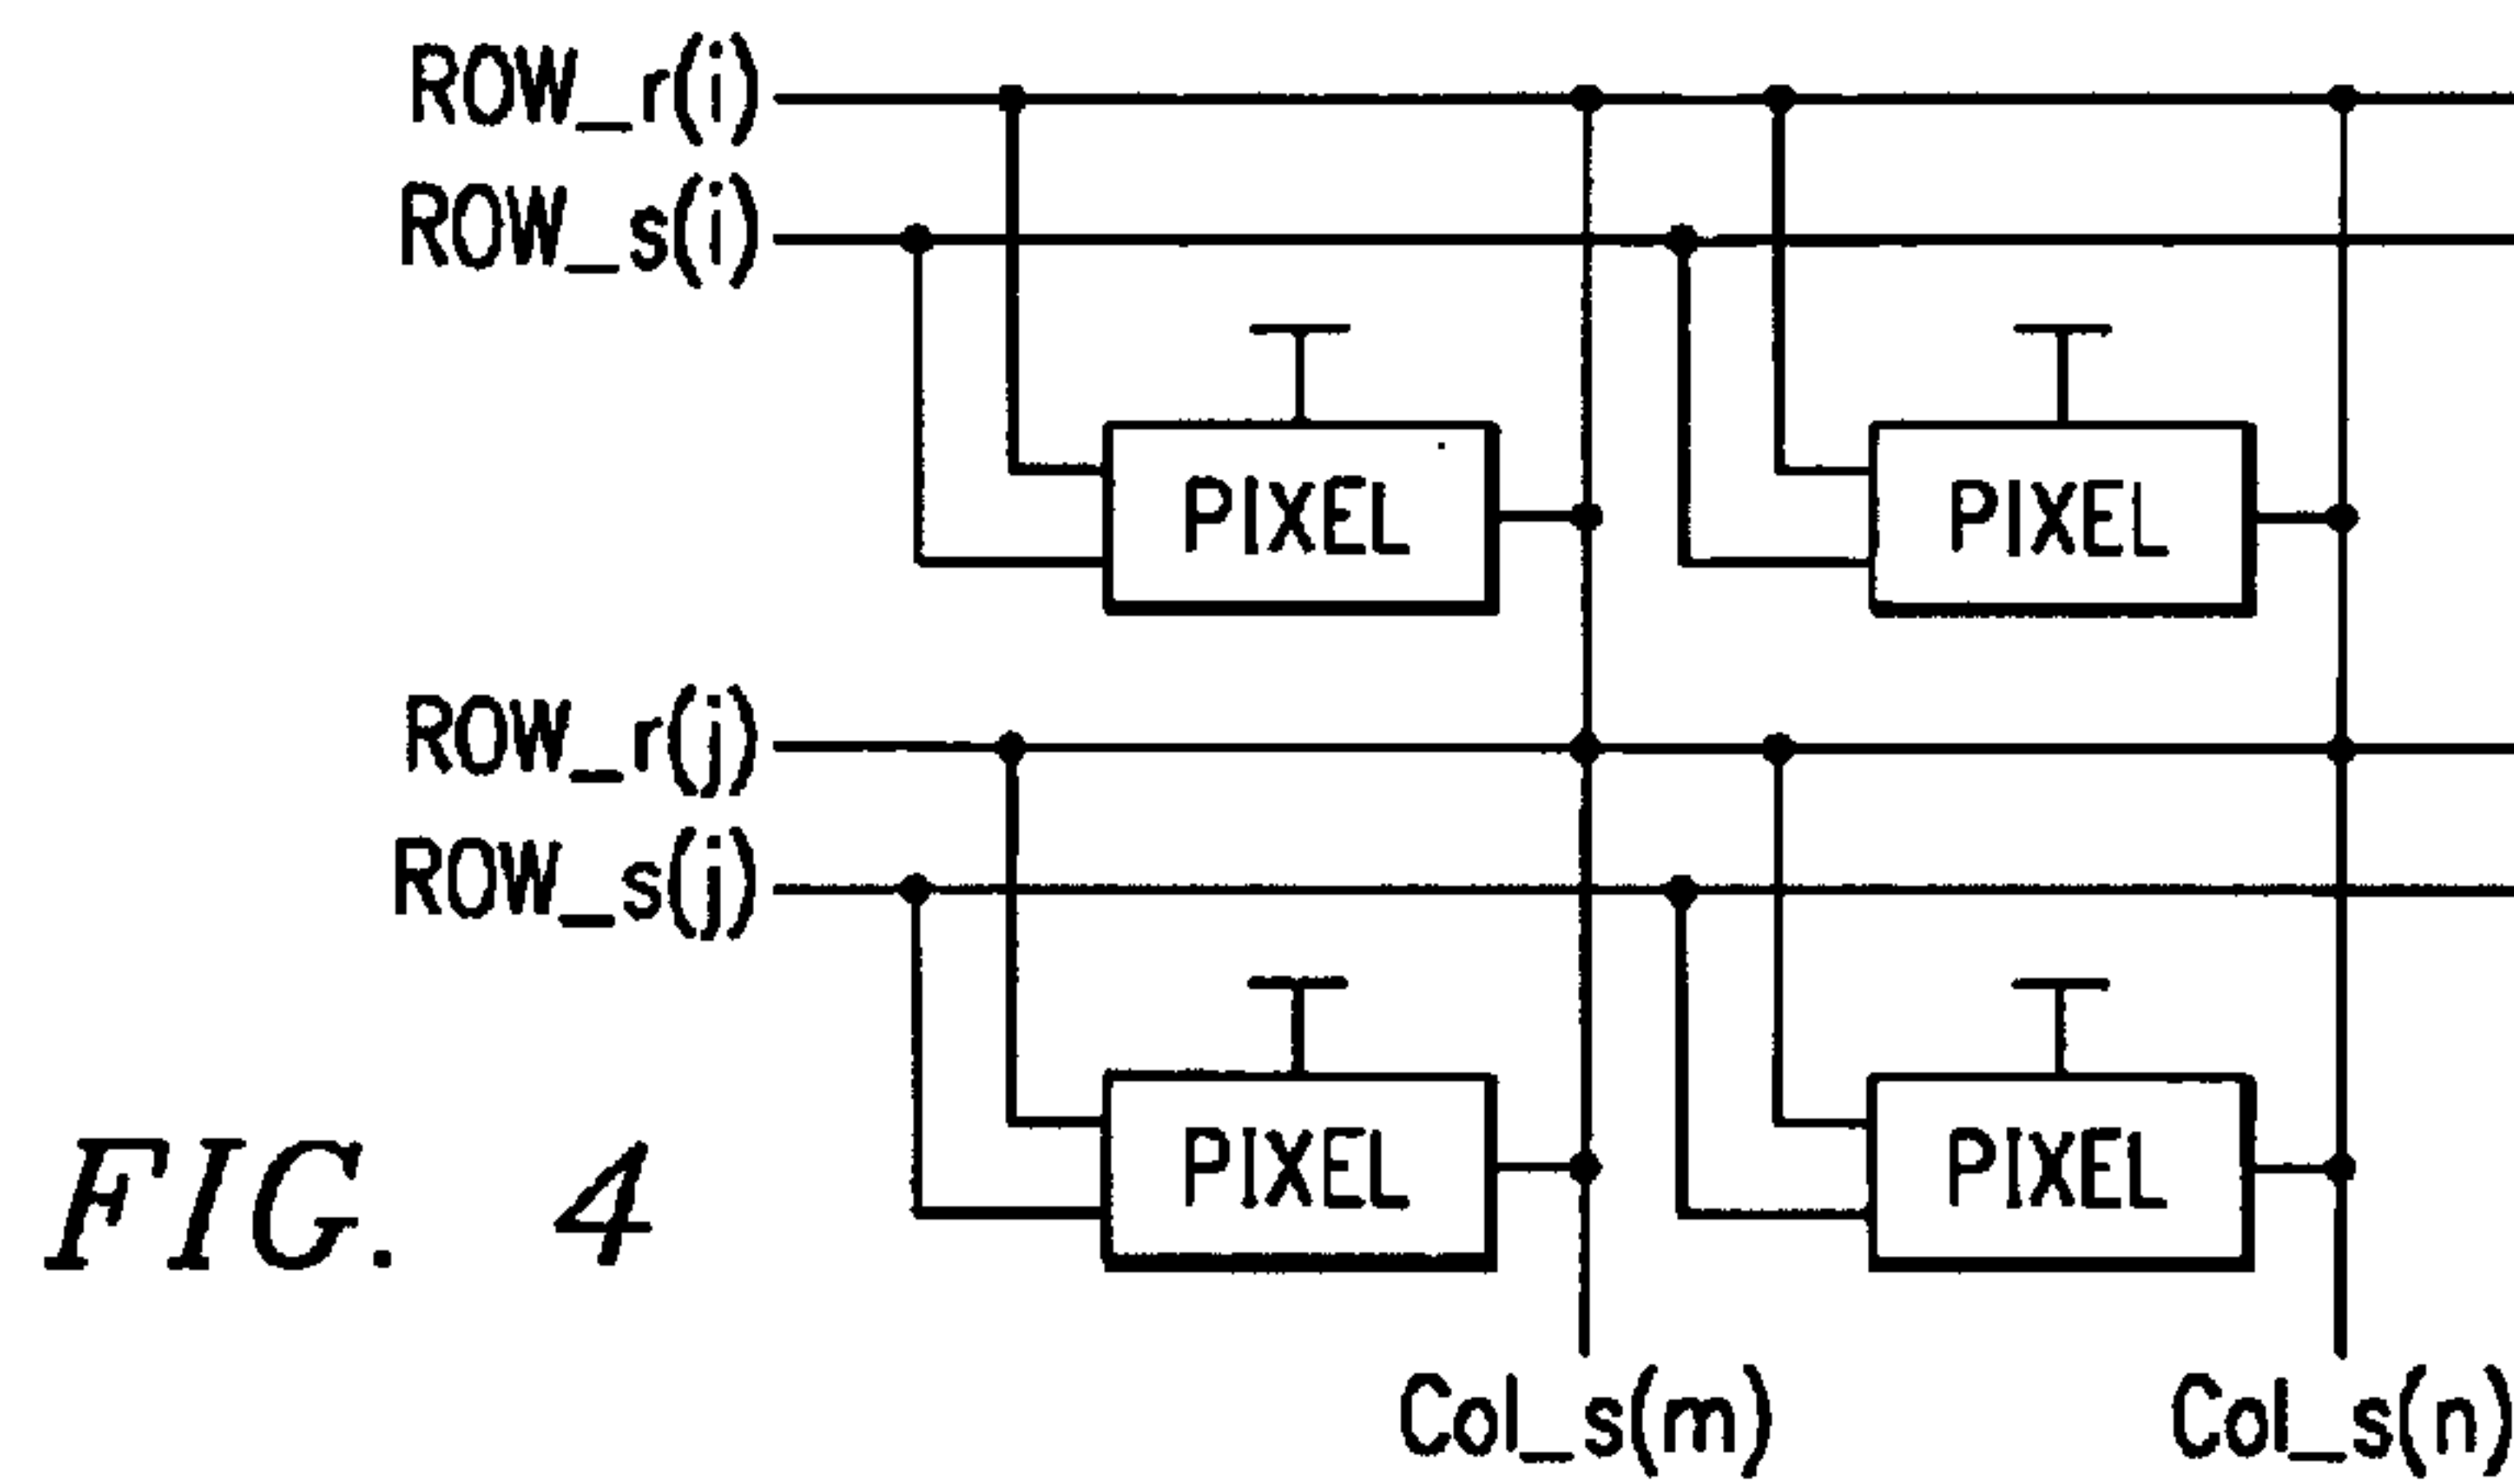 ROW_r(i)
ROW_s(i)
PIXEL PIXEL
ROW_r(j)
ROW_s(j)
PIXEL PIXEL
FIG. 4
Col_s(m) Col_s(n)